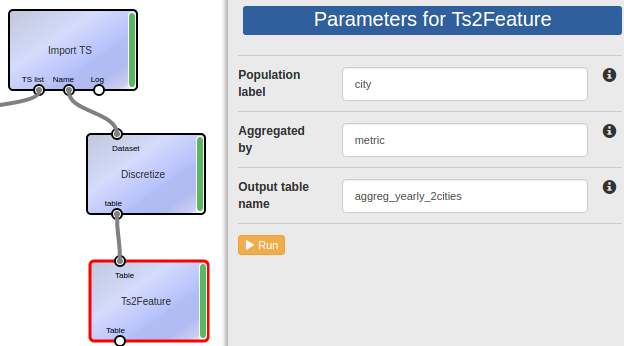 Import TS
TS list Name Log
Dataset
Discretize
table
Table
Ts2Feature
Table
Parameters for Ts2Feature
Population
label
city
Aggregated
by
metric
Output table
name
aggreg_yearly_2cities
Run